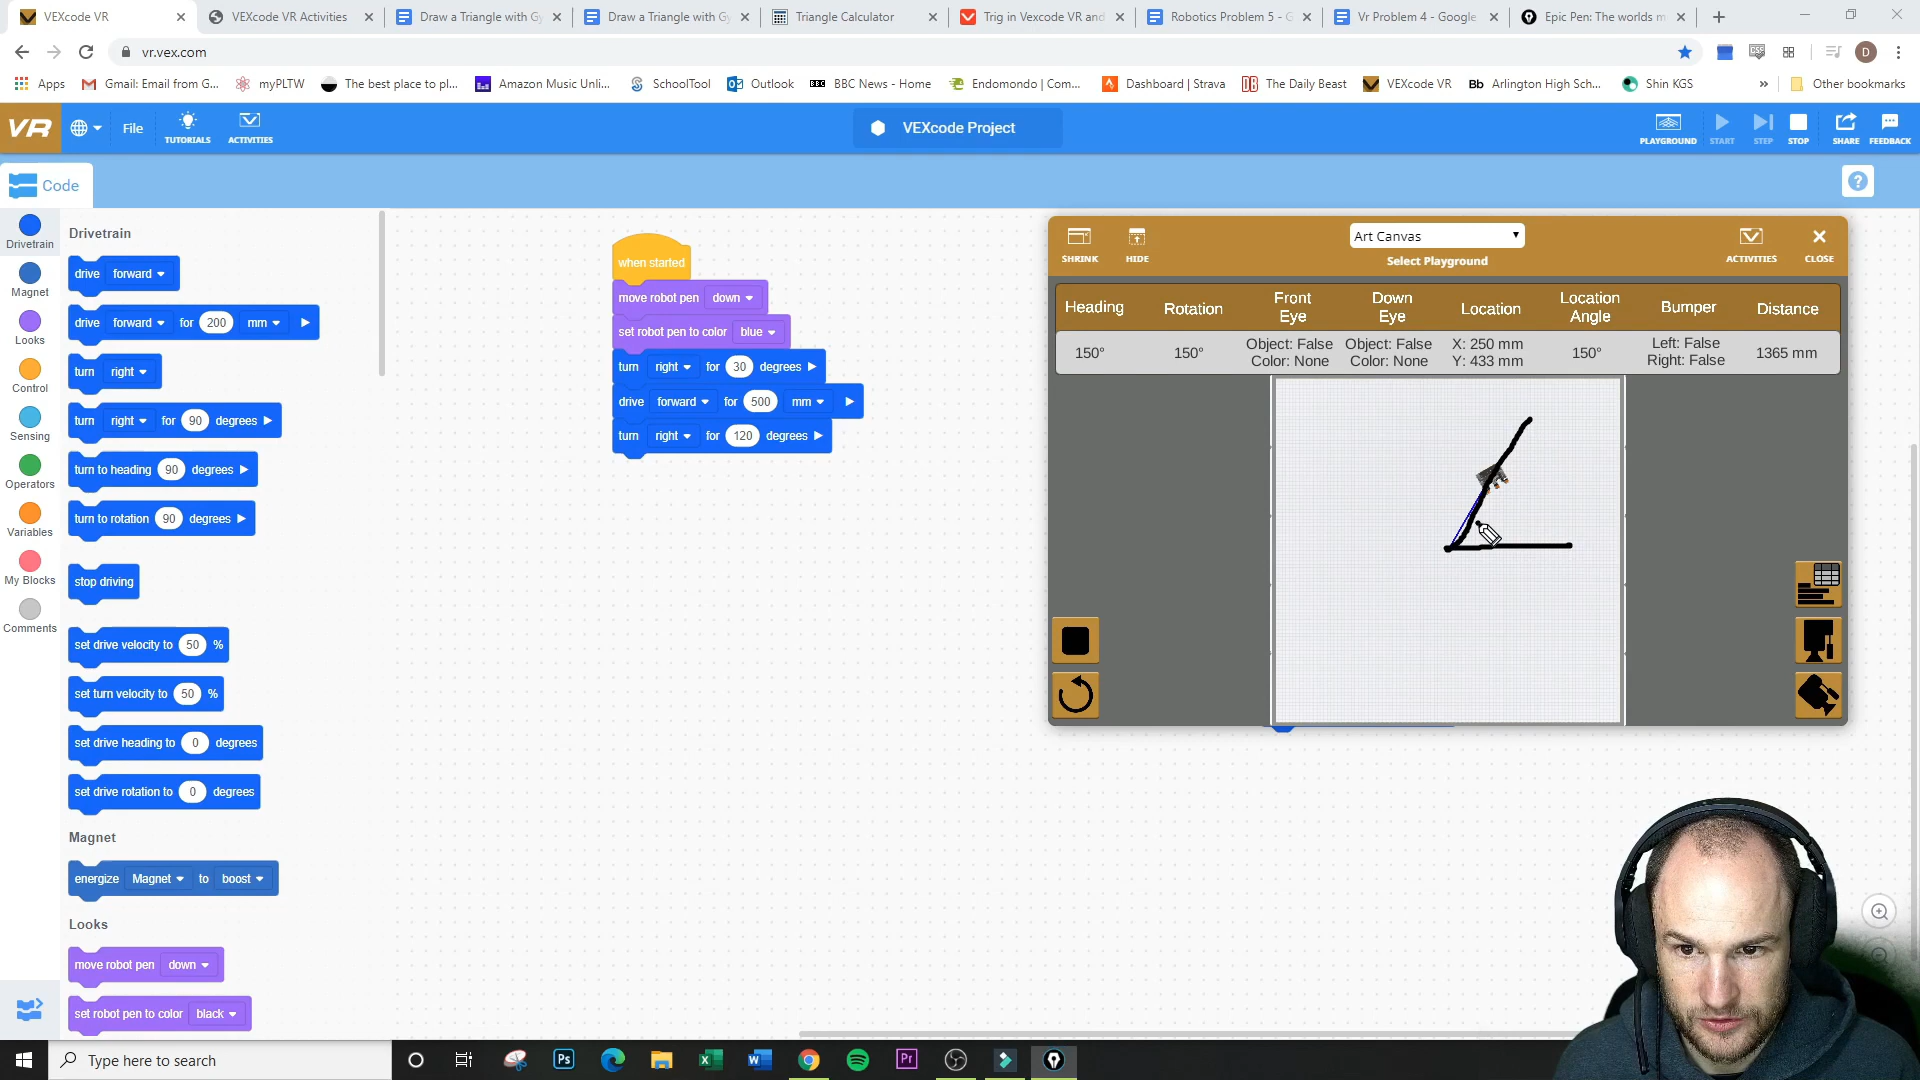 VEXcode VR
VEXcode VR Activities
Draw a Triangle with Gy
Draw a Triangle with Gy
Triangle Calculator
Trig in Vexcode VR and
Robotics Problem 5 - G
Vr Problem 4 - Google
Epic Pen: The worlds m
vr.vex.com
D
Apps
Gmail: Email from G...
myPLTW
The best place to pl...
Amazon Music Unli...
SchoolTool
Outlook
BBC News - Home
Endomondo | Com...
Dashboard | Strava
The Daily Beast
VEXcode VR
Bb Arlington High Sch...
Shin KGS
Other bookmarks
VR
File
TUTORIALS
ACTIVITIES
VEXcode Project
PLAYGROUND
START
STEP
STOP
SHARE
FEEDBACK
Code
Drivetrain
Magnet
Looks
Control
Sensing
Operators
Variables
My Blocks
Comments
Drivetrain
drive forward
drive forward for 200 mm
turn right
turn right for 90 degrees
turn to heading 90 degrees
turn to rotation 90 degrees
stop driving
set drive velocity to 50 %
set turn velocity to 50 %
set drive heading to 0 degrees
set drive rotation to 0 degrees
Magnet
energize Magnet to boost
Looks
move robot pen down
set robot pen to color black
when started
move robot pen down
set robot pen to color blue
turn right for 30 degrees
drive forward for 500 mm
turn right for 120 degrees
SHRINK
HIDE
Art Canvas
Select Playground
ACTIVITIES
CLOSE
Heading Rotation Front Eye Down Eye Location Location Angle Bumper Distance
150° 150° Object: False Color: None Object: False Color: None X: 250 mm Y: 433 mm 150° Left: False Right: False 1365 mm
Type here to search